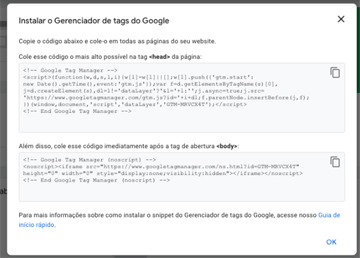 Instalar o Gerenciador de tags do Google
Copie o código abaixo e cole-o em todas as páginas do seu website.
Cole esse código o mais alto possível na tag <head> da página:
<!-- Google Tag Manager -->
<script>(function(w,d,s,l,i){w[l]=w[l]||[];w[l].push({'gtm.start':
new Date().getTime(),event:'gtm.js'});var f=d.getElementsByTagName(s)[0],
j=d.createElement(s),dl=l!='dataLayer'?'&l='+l:'';j.async=true;j.src=
'https://www.googletagmanager.com/gtm.js?id='+i+dl;f.parentNode.insertBefore(j,f);
})(window,document,'script','dataLayer','GTM-MRVCX4T');</script>
<!-- End Google Tag Manager -->
Além disso, cole esse código imediatamente após a tag de abertura <body>:
<!-- Google Tag Manager (noscript) -->
<noscript><iframe src="https://www.googletagmanager.com/ns.html?id=GTM-MRVCX4T"
height="0" width="0" style="display:none;visibility:hidden"></iframe></noscript>
<!-- End Google Tag Manager (noscript) -->
Para mais informações sobre como instalar o snippet do Gerenciador de tags do Google, acesse nosso Guia de
início rápido.
OK